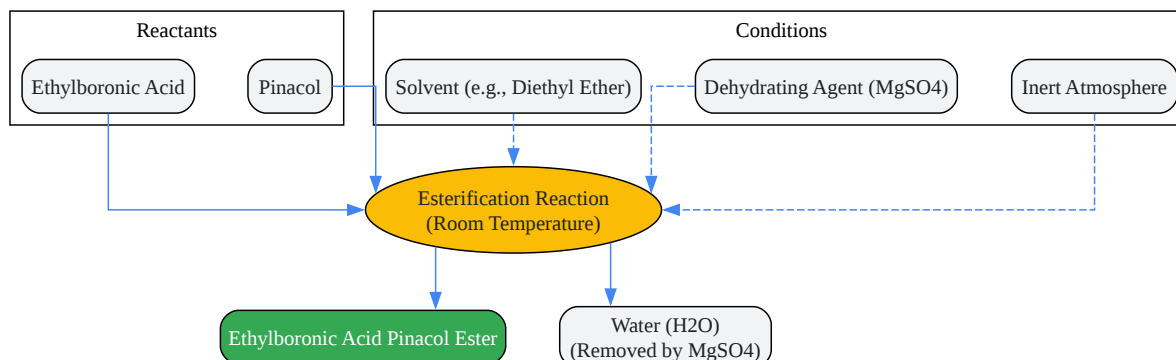 Reactants
Conditions
Ethylboronic Acid
Pinacol
Solvent (e.g., Diethyl Ether)
Dehydrating Agent (MgSO4)
Inert Atmosphere
Esterification Reaction
(Room Temperature)
Ethylboronic Acid Pinacol Ester
Water (H2O)
(Removed by MgSO4)